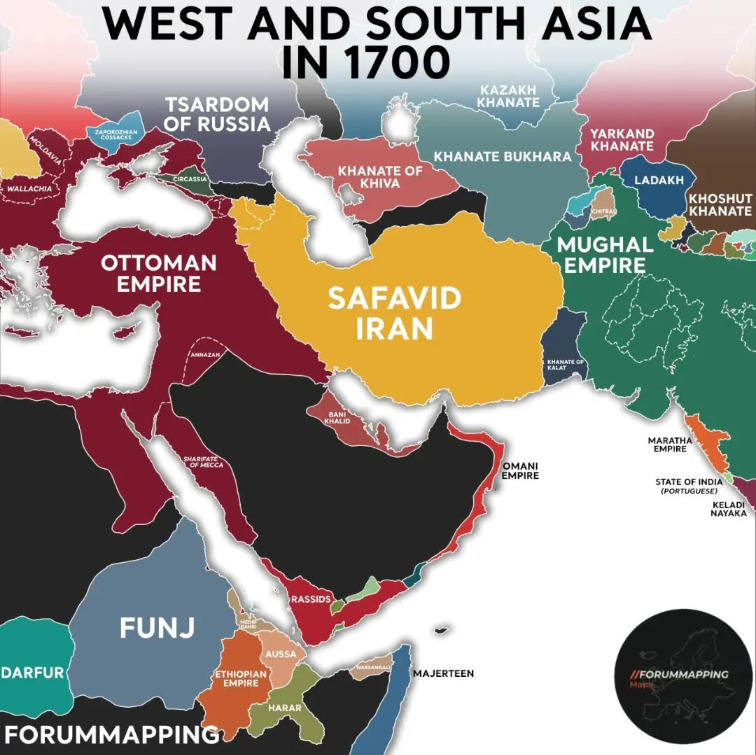 WEST AND SOUTH ASIA
IN 1700
KAZAKH
KHANATE
TSARDOM
OF RUSSIA
ZAPOROZHIAN
COSSACKS
MOLDAVIA
WALLACHIA
CIRCASSIA
KHANATE OF
KHIVA
KHANATE BUKHARA
YARKAND
KHANATE
LADAKH
KHOSHUT
KHANATE
CHITRAL
MUGHAL
EMPIRE
OTTOMAN
EMPIRE
SAFAVID
IRAN
ANNAZAH
KHANATE OF
KALAT
BANI
KHALID
SHARIFATE
OF MECCA
OMANI
EMPIRE
MARATHA
EMPIRE
STATE OF INDIA
(PORTUGUESE)
KELADI
NAYAKA
RASSIDS
FUNJ
MEDRI
BAHRI
AUSSA
DARFUR
ETHIOPIAN
EMPIRE
WARSANGALI
MAJERTEEN
HARAR
//FORUMMAPPING
Maps
FORUMMAPPING